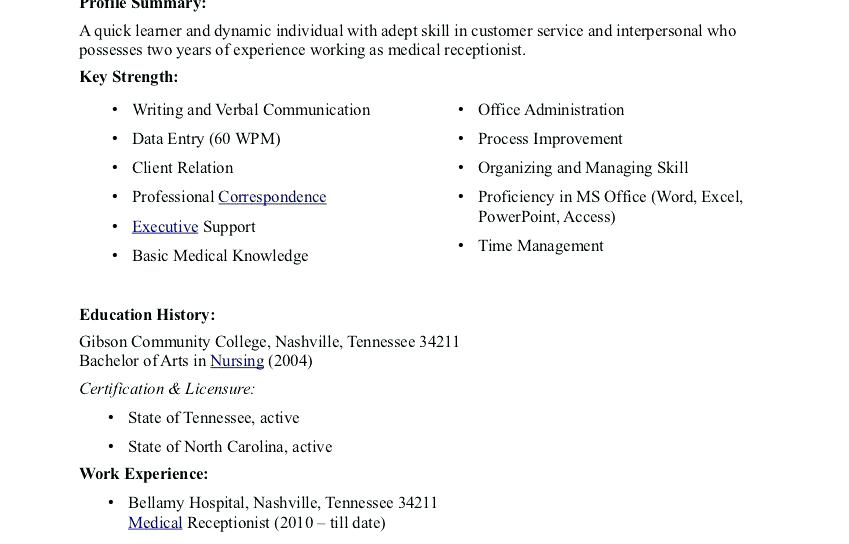 Profile Summary:
A quick learner and dynamic individual with adept skill in customer service and interpersonal who
possesses two years of experience working as medical receptionist.
Key Strength:
• Writing and Verbal Communication
• Data Entry (60 WPM)
• Client Relation
• Professional Correspondence
• Executive Support
• Basic Medical Knowledge
• Office Administration
• Process Improvement
• Organizing and Managing Skill
• Proficiency in MS Office (Word, Excel,
PowerPoint, Access)
• Time Management
Education History:
Gibson Community College, Nashville, Tennessee 34211
Bachelor of Arts in Nursing (2004)
Certification & Licensure:
• State of Tennessee, active
• State of North Carolina, active
Work Experience:
• Bellamy Hospital, Nashville, Tennessee 34211
Medical Receptionist (2010 – till date)